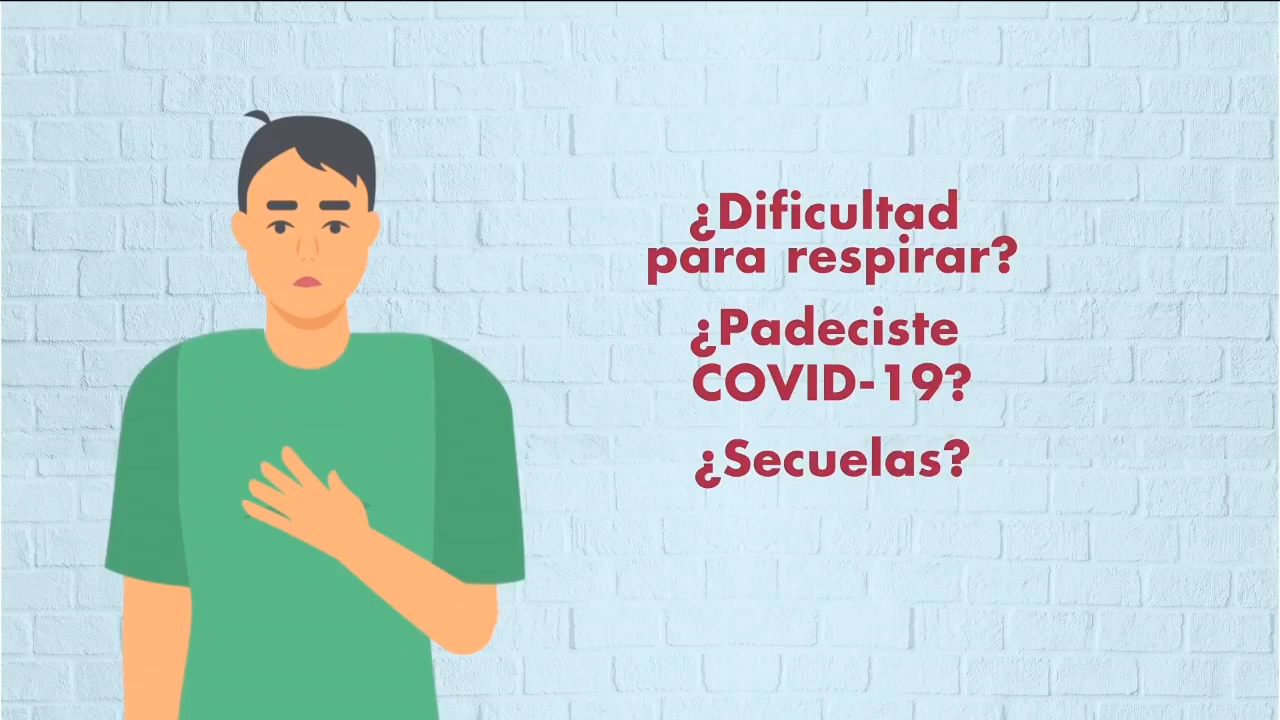 ¿Dificultad
para respirar?
¿Padeciste
COVID-19?
¿Secuelas?